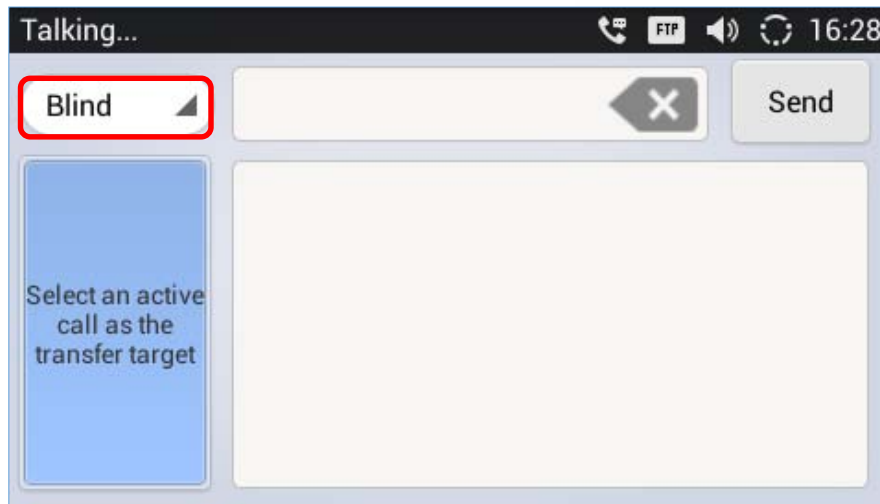 Talking...
FTP
16:28
Blind
Send
Select an active
call as the
transfer target